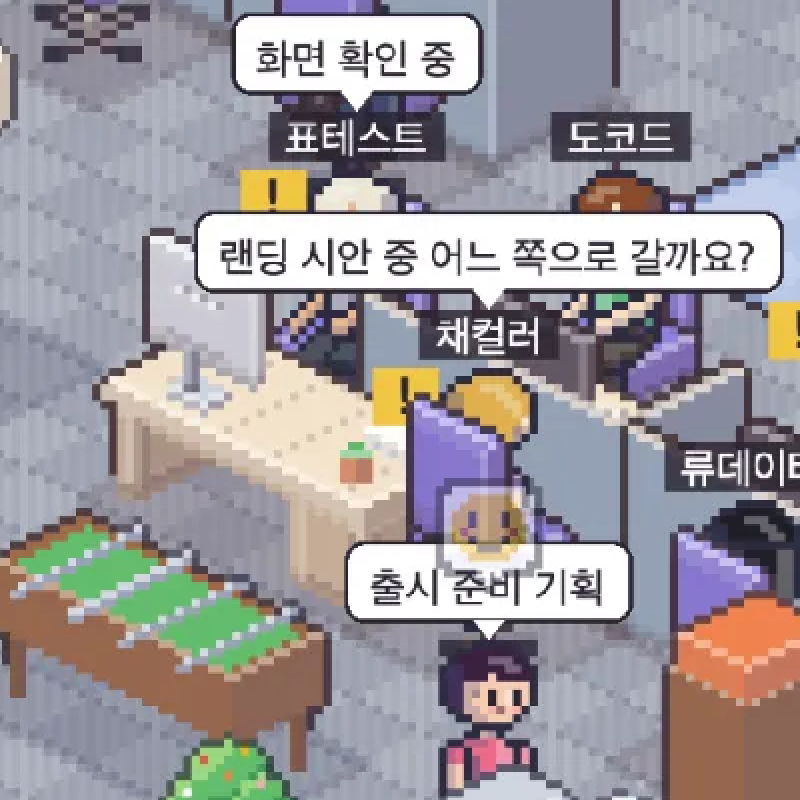 화면 확인 중
표테스트
도코드
!
랜딩 시안 중 어느 쪽으로 갈까요?
!
채컬러
!
류데이터
출시 준비 기획